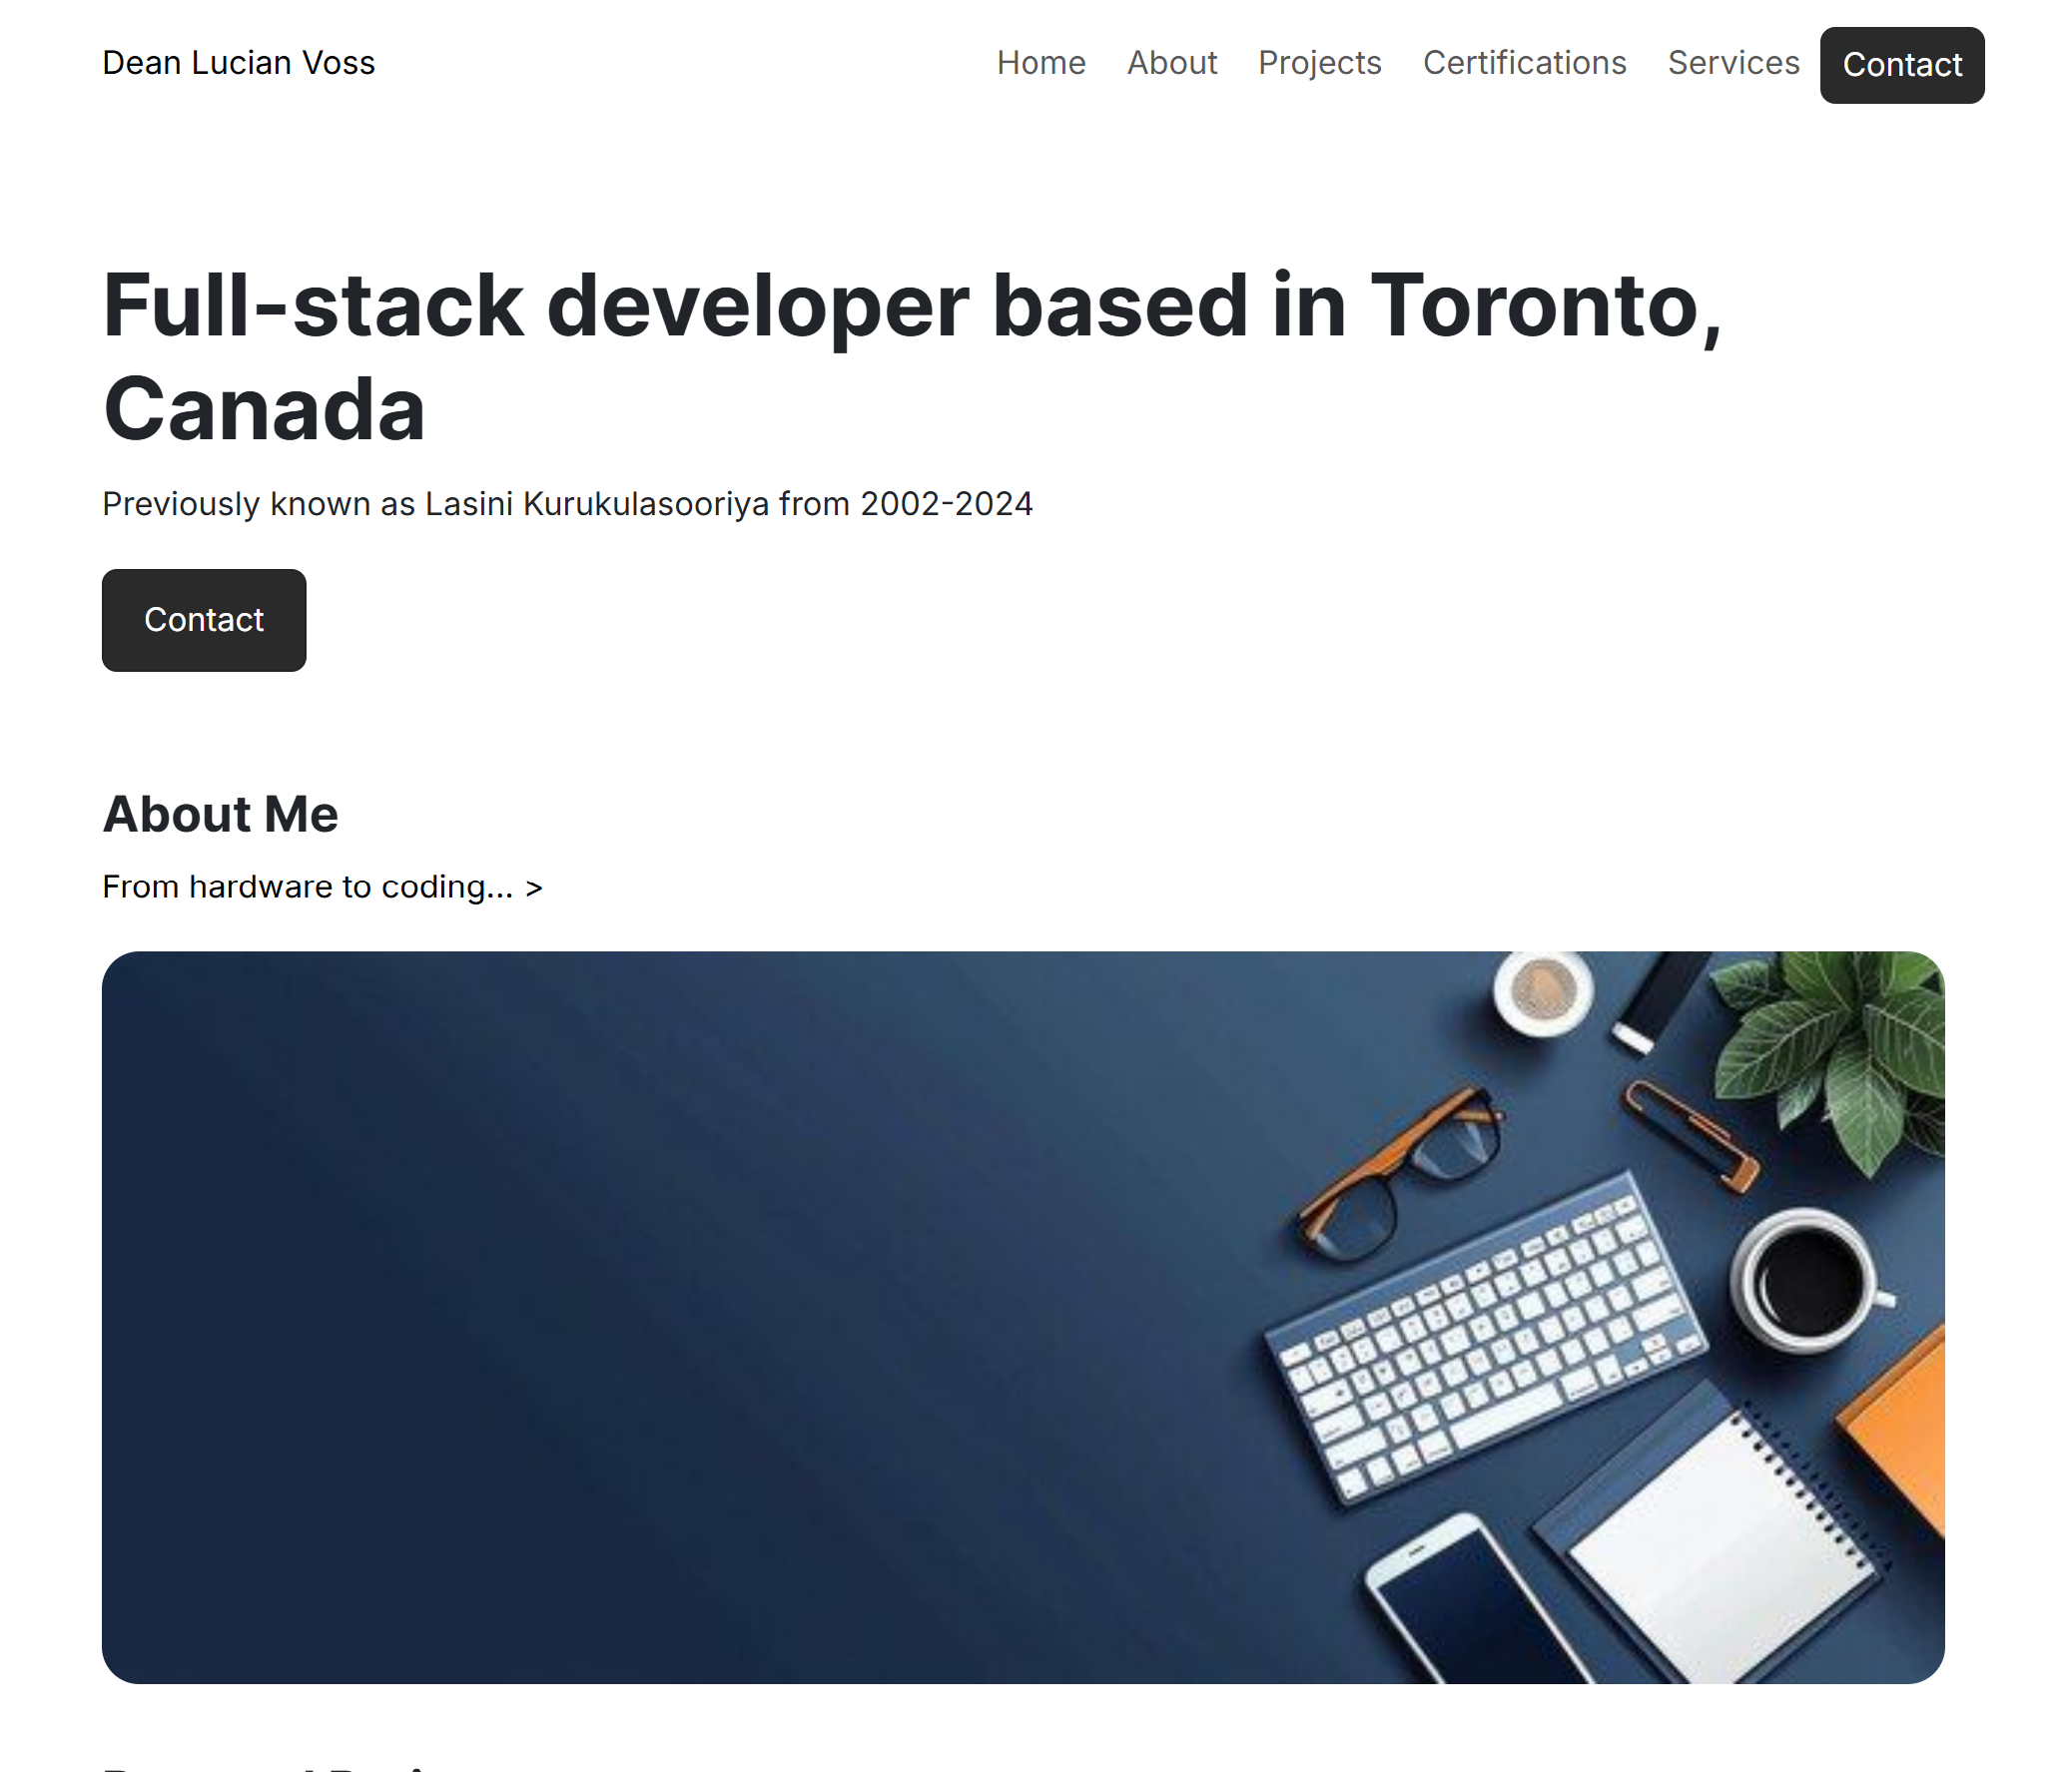 Dean Lucian Voss
Home About Projects Certifications Services Contact
Full-stack developer based in Toronto,
Canada
Previously known as Lasini Kurukulasooriya from 2002-2024
Contact
About Me
From hardware to coding... >